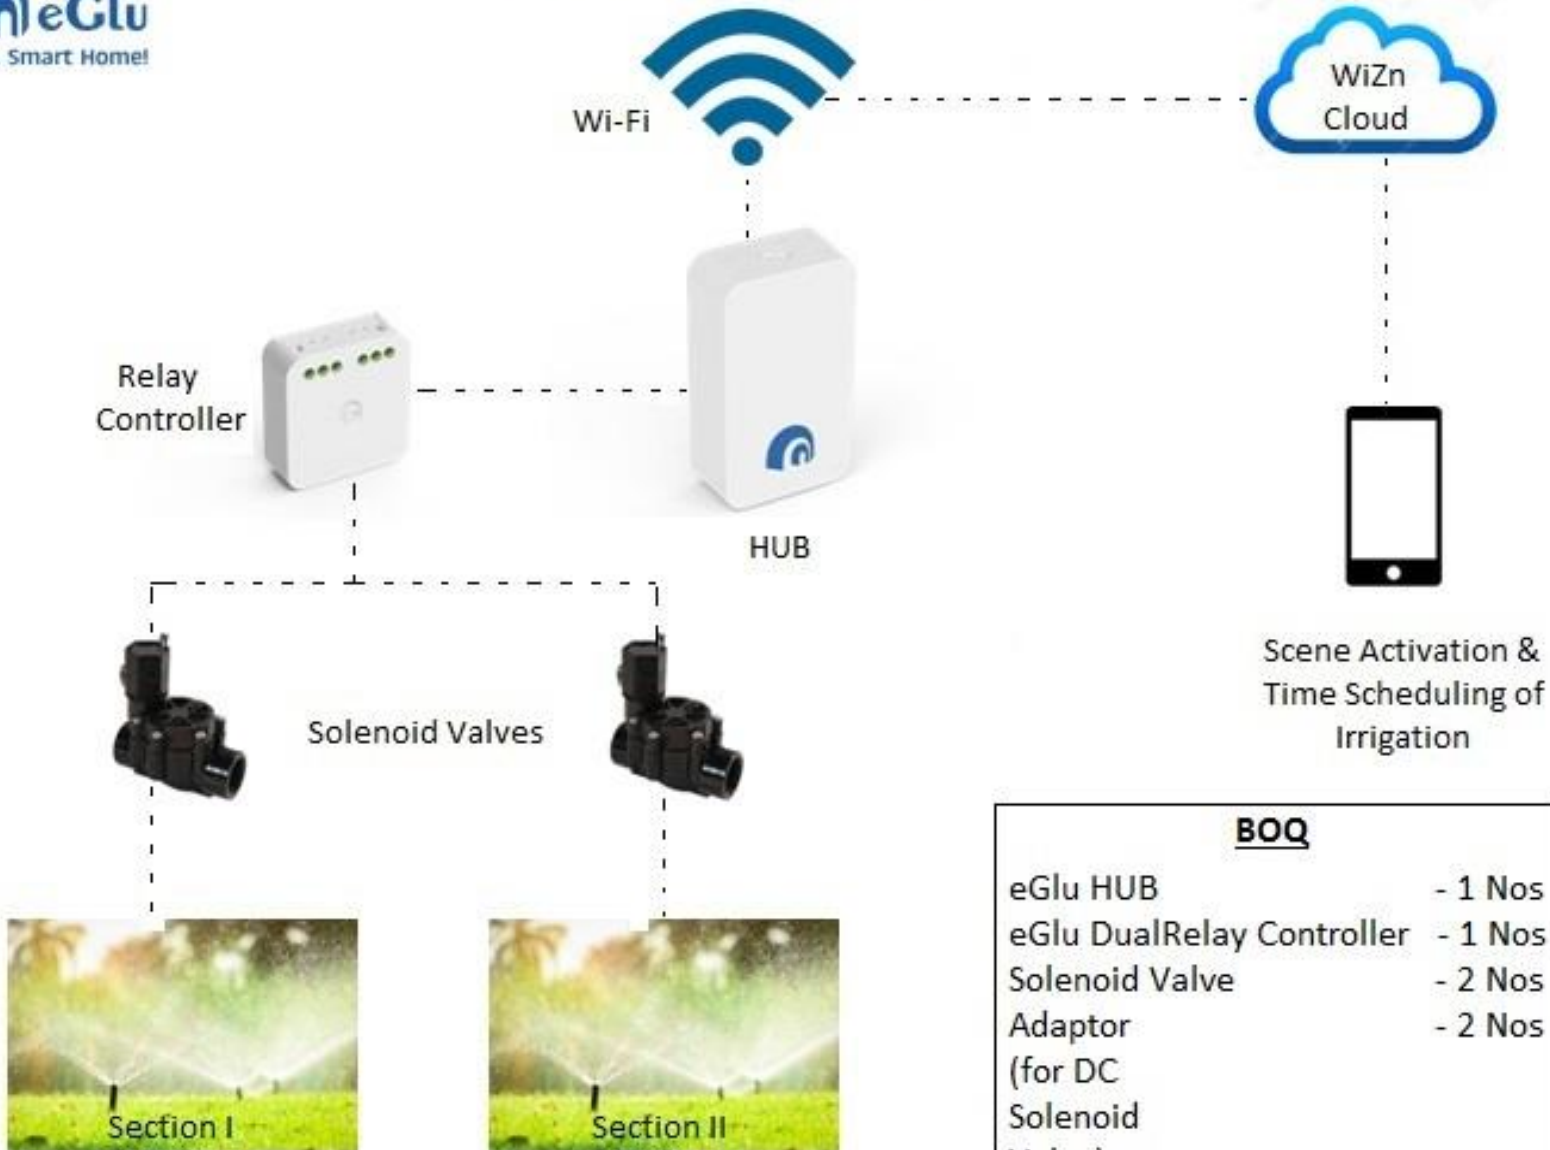 eGlu
Smart Home!
Wi-Fi
WiZn
Cloud
Relay
Controller
HUB
Solenoid Valves
Scene Activation &
Time Scheduling of
Irrigation
BOQ
eGlu HUB - 1 Nos
eGlu DualRelay Controller - 1 Nos
Solenoid Valve - 2 Nos
Adaptor - 2 Nos
(for DC
Solenoid
Section I
Section II